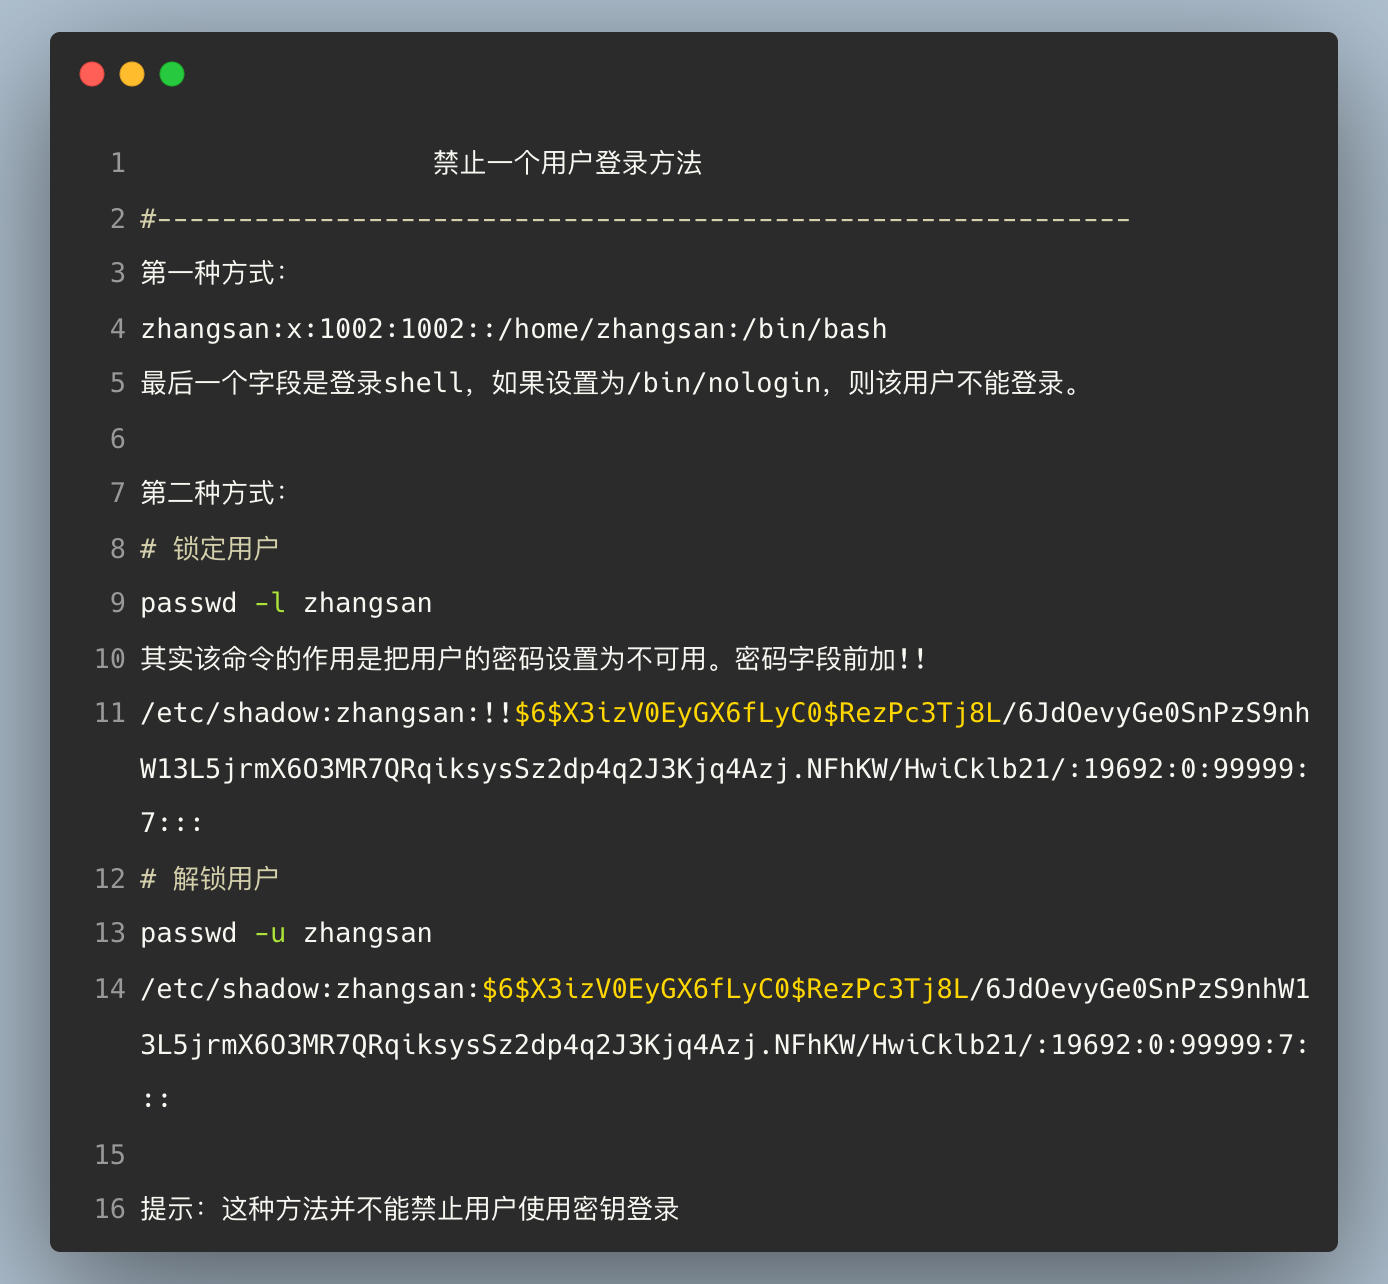 1 禁止一个用户登录方法
2 #------------------------------------------------------------
3 第一种方式：
4 zhangsan:x:1002:1002::/home/zhangsan:/bin/bash
5 最后一个字段是登录shell，如果设置为/bin/nologin，则该用户不能登录。
6
7 第二种方式：
8 # 锁定用户
9 passwd -l zhangsan
10 其实该命令的作用是把用户的密码设置为不可用。密码字段前加!!
11 /etc/shadow:zhangsan:!!$6$X3izV0EyGX6fLyC0$RezPc3Tj8L/6JdOevyGe0SnPzS9nh
W13L5jrmX6O3MR7QRqiksysSz2dp4q2J3Kjq4Azj.NFhKW/HwiCklb21/:19692:0:99999:
7:::
12 # 解锁用户
13 passwd -u zhangsan
14 /etc/shadow:zhangsan:$6$X3izV0EyGX6fLyC0$RezPc3Tj8L/6JdOevyGe0SnPzS9nhW1
3L5jrmX6O3MR7QRqiksysSz2dp4q2J3Kjq4Azj.NFhKW/HwiCklb21/:19692:0:99999:7:
::
15
16 提示：这种方法并不能禁止用户使用密钥登录